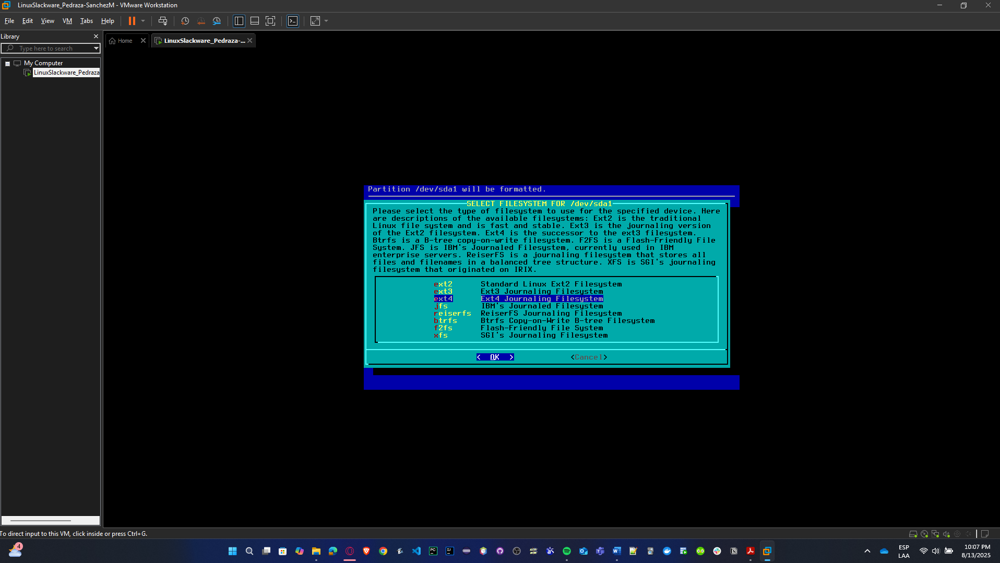 LinuxSlackware_Pedraza-SanchezM - VMware Workstation
File Edit View VM Tabs Help
Library
Home
LinuxSlackware_Pedraza-...
Type here to search
My Computer
LinuxSlackware_Pedraza
Partition /dev/sda1 will be formatted.
SELECT FILESYSTEM FOR /dev/sda1
Please select the type of filesystem to use for the specified device. Here
are descriptions of the available filesystems: Ext2 is the traditional
Linux file system and is fast and stable. Ext3 is the journaling version
of the Ext2 filesystem. Ext4 is the successor to the ext3 filesystem.
Btrfs is a B-tree copy-on-write filesystem. F2FS is a Flash-Friendly File
System. JFS is IBM's Journaled Filesystem, currently used in IBM
enterprise servers. ReiserFS is a journaling filesystem that stores all
files and filenames in a balanced tree structure. XFS is SGI's journaling
filesystem that originated on IRIX.
ext2 Standard Linux Ext2 Filesystem
ext3 Ext3 Journaling Filesystem
ext4 Ext4 Journaling Filesystem
jfs IBM's Journaled Filesystem
reiserfs ReiserFS Journaling Filesystem
btrfs Btrfs Copy-on-Write B-tree Filesystem
f2fs Flash-Friendly File System
xfs SGI's Journaling Filesystem
< OK > <Cancel>
To direct input to this VM, click inside or press Ctrl+G.
4
ESP
LAA
10:07 PM
8/13/2025